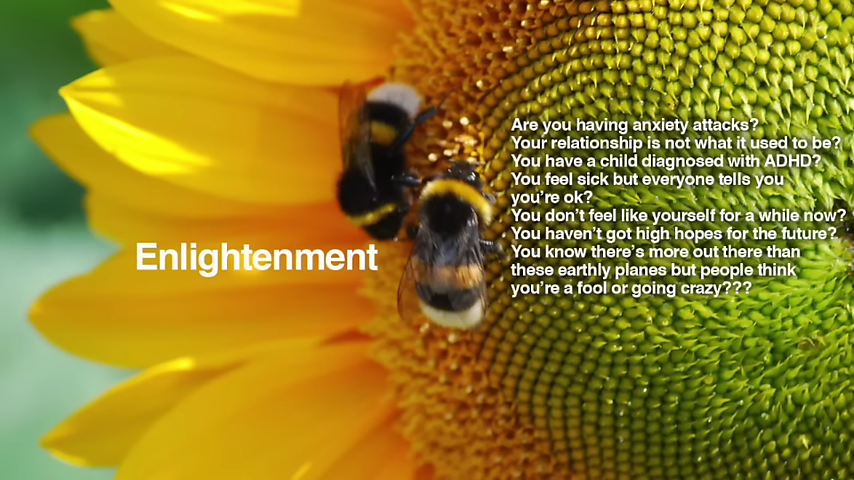 Enlightenment
Are you having anxiety attacks?
Your relationship is not what it used to be?
You have a child diagnosed with ADHD?
You feel sick but everyone tells you
you're ok?
You don't feel like yourself for a while now?
You haven't got high hopes for the future?
You know there's more out there than
these earthly planes but people think
you're a fool or going crazy???